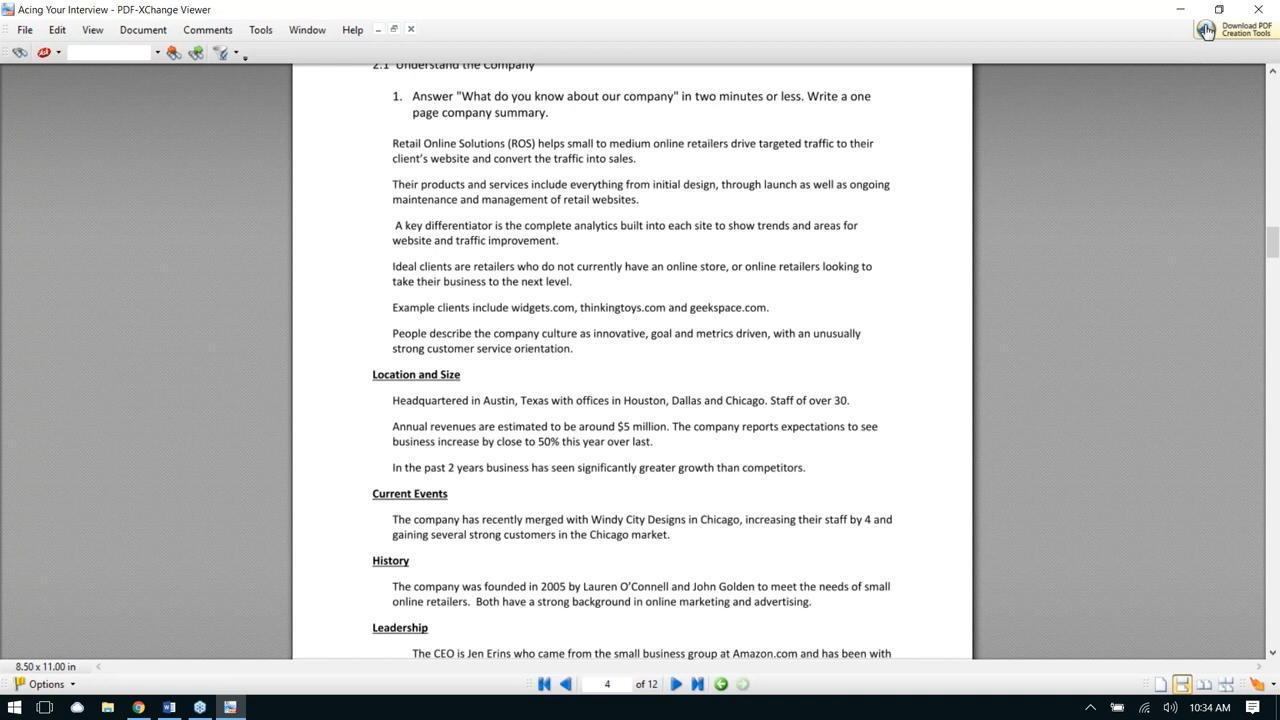 Acing Your Interview - PDF-XChange Viewer
File Edit View Document Comments Tools Window Help
Download PDF
Creation Tools
2.1 Understand the Company
1. Answer "What do you know about our company" in two minutes or less. Write a one
page company summary.
Retail Online Solutions (ROS) helps small to medium online retailers drive targeted traffic to their
client's website and convert the traffic into sales.
Their products and services include everything from initial design, through launch as well as ongoing
maintenance and management of retail websites.
A key differentiator is the complete analytics built into each site to show trends and areas for
website and traffic improvement.
Ideal clients are retailers who do not currently have an online store, or online retailers looking to
take their business to the next level.
Example clients include widgets.com, thinkingtoys.com and geekspace.com.
People describe the company culture as innovative, goal and metrics driven, with an unusually
strong customer service orientation.
Location and Size
Headquartered in Austin, Texas with offices in Houston, Dallas and Chicago. Staff of over 30.
Annual revenues are estimated to be around $5 million. The company reports expectations to see
business increase by close to 50% this year over last.
In the past 2 years business has seen significantly greater growth than competitors.
Current Events
The company has recently merged with Windy City Designs in Chicago, increasing their staff by 4 and
gaining several strong customers in the Chicago market.
History
The company was founded in 2005 by Lauren O'Connell and John Golden to meet the needs of small
online retailers. Both have a strong background in online marketing and advertising.
Leadership
The CEO is Jen Erins who came from the small business group at Amazon.com and has been with
8.50 x 11.00 in
Options
4 of 12
10:34 AM